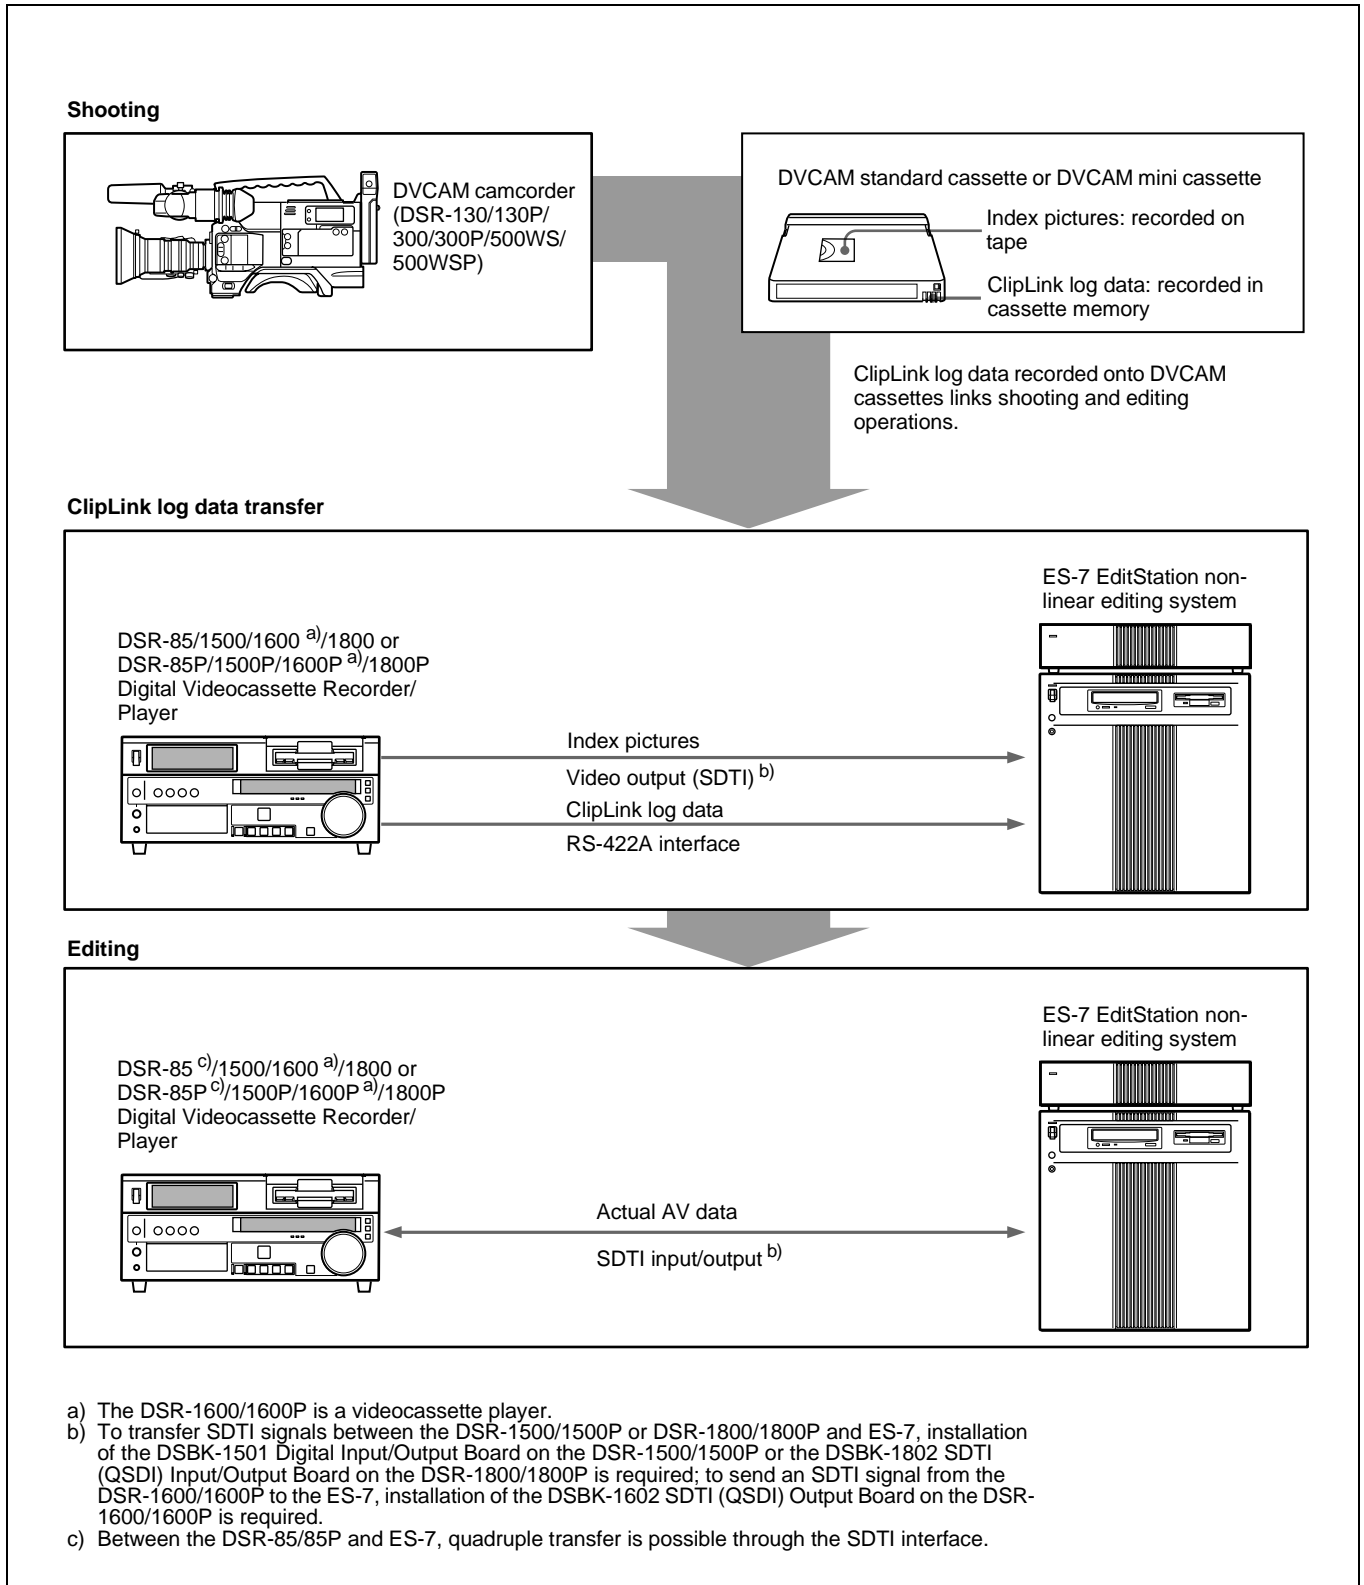 Shooting
DVCAM camcorder
(DSR-130/130P/
300/300P/500WS/
500WSP)
DVCAM standard cassette or DVCAM mini cassette
Index pictures: recorded on
tape
ClipLink log data: recorded in
cassette memory
ClipLink log data recorded onto DVCAM
cassettes links shooting and editing
operations.
ClipLink log data transfer
ES-7 EditStation non-
linear editing system
DSR-85/1500/1600 a)/1800 or
DSR-85P/1500P/1600P a)/1800P
Digital Videocassette Recorder/
Player
Index pictures
Video output (SDTI) b)
ClipLink log data
RS-422A interface
Editing
ES-7 EditStation non-
linear editing system
DSR-85 c)/1500/1600 a)/1800 or
DSR-85P c)/1500P/1600P a)/1800P
Digital Videocassette Recorder/
Player
Actual AV data
SDTI input/output b)
a) The DSR-1600/1600P is a videocassette player.
b) To transfer SDTI signals between the DSR-1500/1500P or DSR-1800/1800P and ES-7, installation
of the DSBK-1501 Digital Input/Output Board on the DSR-1500/1500P or the DSBK-1802 SDTI
(QSDI) Input/Output Board on the DSR-1800/1800P is required; to send an SDTI signal from the
DSR-1600/1600P to the ES-7, installation of the DSBK-1602 SDTI (QSDI) Output Board on the DSR-
1600/1600P is required.
c) Between the DSR-85/85P and ES-7, quadruple transfer is possible through the SDTI interface.